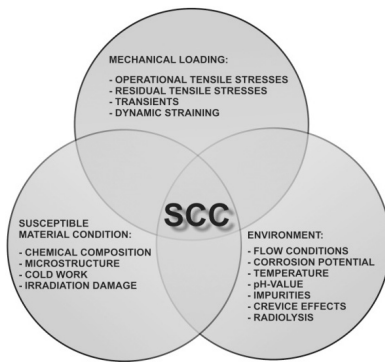 MECHANICAL LOADING:
- OPERATIONAL TENSILE STRESSES
- RESIDUAL TENSILE STRESSES
- TRANSIENTS
- DYNAMIC STRAINING
SCC
SUSCEPTIBLE
MATERIAL CONDITION:
- CHEMICAL COMPOSITION
- MICROSTRUCTURE
- COLD WORK
- IRRADIATION DAMAGE
ENVIRONMENT:
- FLOW CONDITIONS
- CORROSION POTENTIAL
- TEMPERATURE
- pH-VALUE
- IMPURITIES
- CREVICE EFFECTS
- RADIOLYSIS